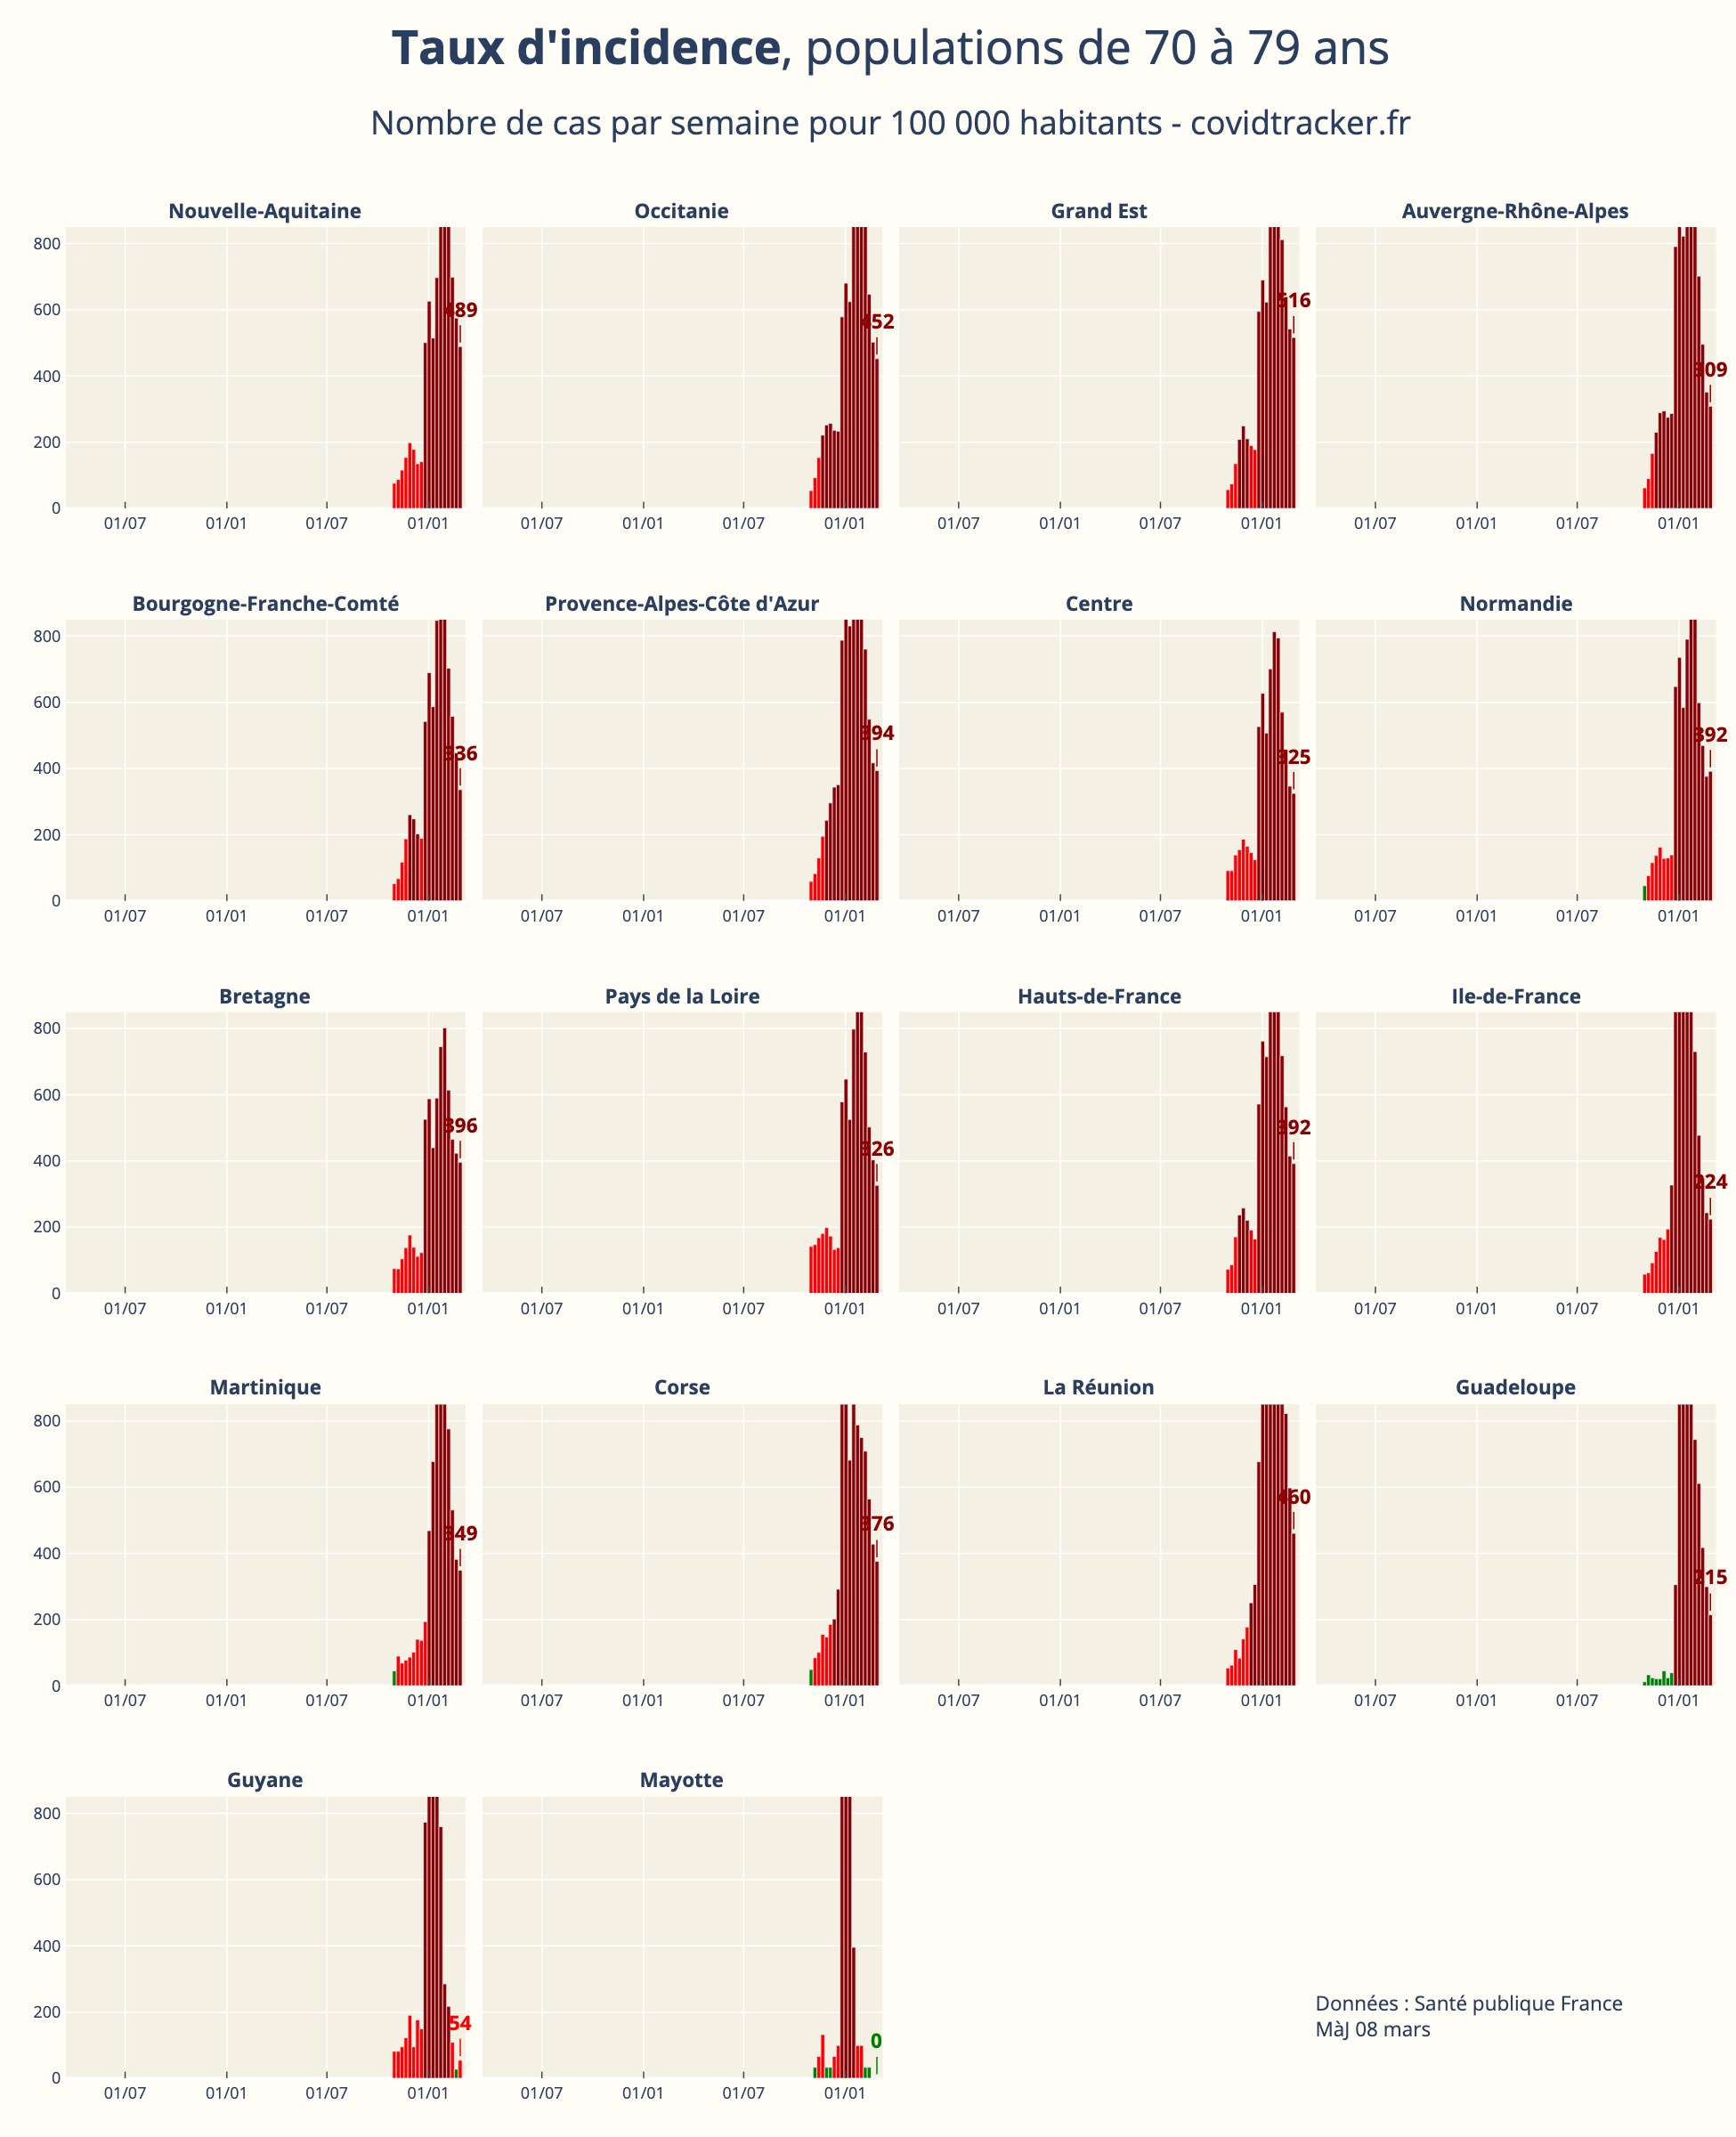 Taux d'incidence, populations de 70 à 79 ans
Nombre de cas par semaine pour 100 000 habitants - covidtracker.fr
Nouvelle-Aquitaine
Occitanie
Grand Est
Auvergne-Rhône-Alpes
800
600
400
200
0
489
452
516
309
01/07 01/01 01/07 01/01
01/07 01/01 01/07 01/01
01/07 01/01 01/07 01/01
01/07 01/01 01/07 01/01
Bourgogne-Franche-Comté
Provence-Alpes-Côte d'Azur
Centre
Normandie
800
600
400
200
0
336
394
325
392
01/07 01/01 01/07 01/01
01/07 01/01 01/07 01/01
01/07 01/01 01/07 01/01
01/07 01/01 01/07 01/01
Bretagne
Pays de la Loire
Hauts-de-France
Ile-de-France
800
600
400
200
0
396
326
392
224
01/07 01/01 01/07 01/01
01/07 01/01 01/07 01/01
01/07 01/01 01/07 01/01
01/07 01/01 01/07 01/01
Martinique
Corse
La Réunion
Guadeloupe
800
600
400
200
0
349
376
460
215
01/07 01/01 01/07 01/01
01/07 01/01 01/07 01/01
01/07 01/01 01/07 01/01
01/07 01/01 01/07 01/01
Guyane
Mayotte
800
600
400
200
0
54
0
01/07 01/01 01/07 01/01
01/07 01/01 01/07 01/01
Données : Santé publique France
MàJ 08 mars